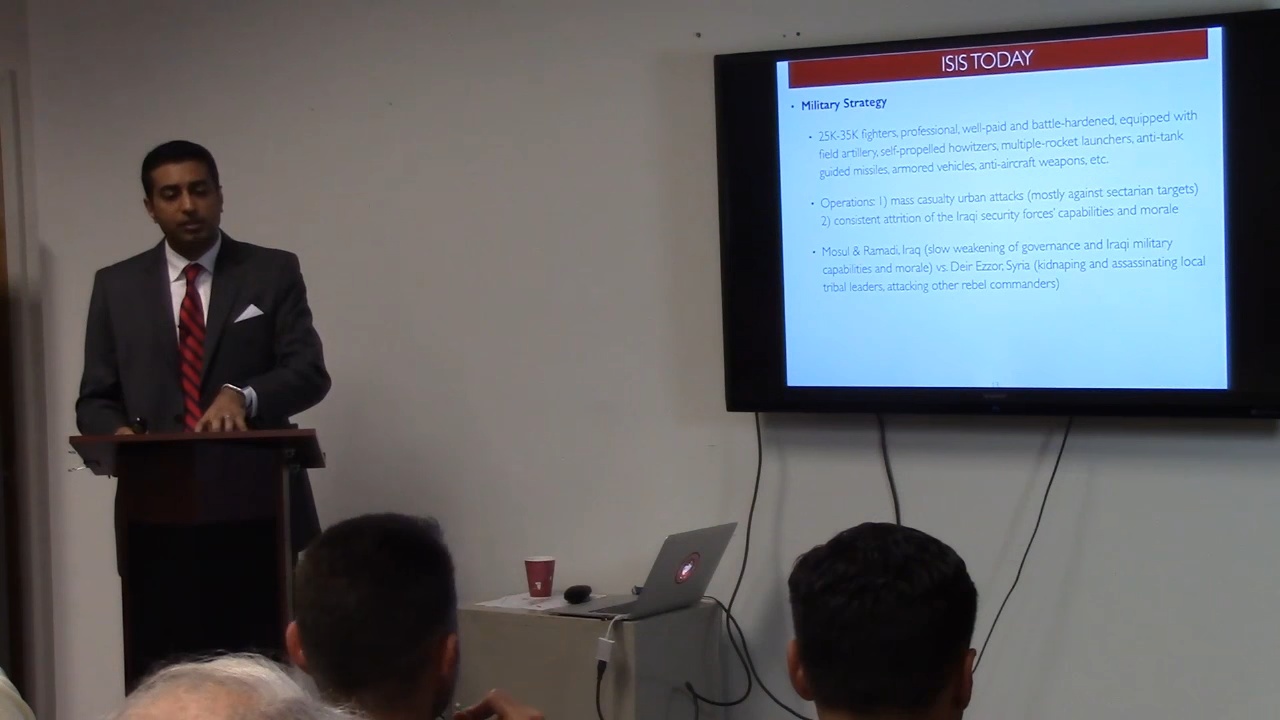 ISIS TODAY
• Military Strategy
• 25K-35K fighters, professional, well-paid and battle-hardened, equipped with
field artillery, self-propelled howitzers, multiple-rocket launchers, anti-tank
guided missiles, armored vehicles, anti-aircraft weapons, etc.
• Operations: 1) mass casualty urban attacks (mostly against sectarian targets)
2) consistent attrition of the Iraqi security forces' capabilities and morale
• Mosul & Ramadi, Iraq (slow weakening of governance and Iraqi military
capabilities and morale) vs. Deir Ezzor, Syria (kidnaping and assassinating local
tribal leaders, attacking other rebel commanders)